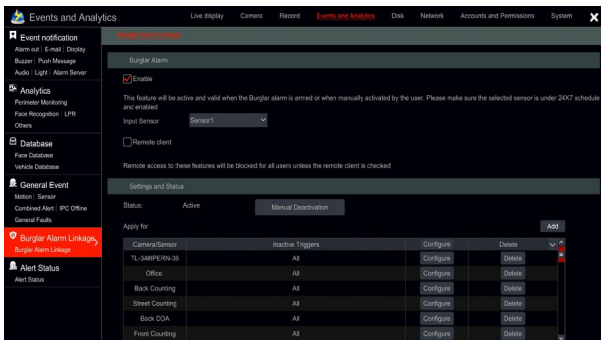 Events and Analytics
Live display Camera Record Events and Analytics Disk Network Accounts and Permissions System X
Event notification
Alarm out | E-mail | Display
Buzzer | Push Message
Audio | Light | Alarm Server
Analytics
Perimeter Monitoring
Face Recognition | LPR
Others
Database
Face Database
Vehicle Database
General Event
Motion | Sensor
Combined Alert | IPC Offline
General Faults
Burglar Alarm Linkage
Burglar Alarm Linkage
Alert Status
Alert Status
Burglar Alarm Linkage
Burglar Alarm
Enable
This feature will be active and valid when the Burglar alarm is armed or when manually activated by the user. Please make sure the selected sensor is under 24X7 schedule
and enabled
Input Sensor Sensor1
Remote client
Remote access to these features will be blocked for all users unless the remote client is checked
Settings and Status
Status: Active Manual Deactivation
Apply for Add
Camera/Sensor Inactive Triggers Configure Delete
All Configure Delete
Office All Configure Delete
Back Counting All Configure Delete
Street Counting All Configure Delete
Back DDA All Configure Delete
Front Counting All Configure Delete